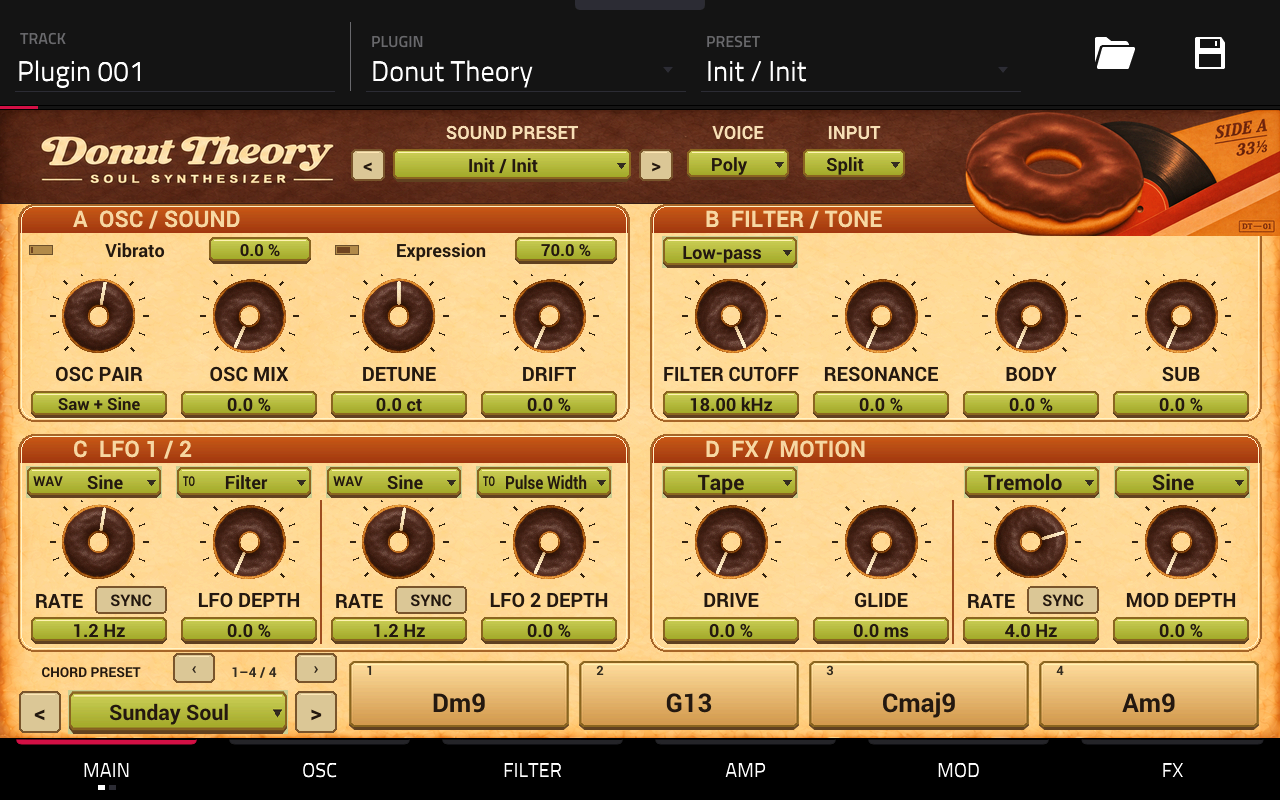 TRACK
Plugin 001
PLUGIN
Donut Theory
PRESET
Init / Init
Donut Theory
SOUL SYNTHESIZER
SOUND PRESET
VOICE
INPUT
< Init / Init >
Poly
Split
SIDE A
33⅓
DT—01
A OSC / SOUND
Vibrato 0.0 % Expression 70.0 %
OSC PAIR OSC MIX DETUNE DRIFT
Saw + Sine 0.0 % 0.0 ct 0.0 %
B FILTER / TONE
Low-pass
FILTER CUTOFF RESONANCE BODY SUB
18.00 kHz 0.0 % 0.0 % 0.0 %
C LFO 1 / 2
WAV Sine TO Filter WAV Sine TO Pulse Width
RATE SYNC LFO DEPTH RATE SYNC LFO 2 DEPTH
1.2 Hz 0.0 % 1.2 Hz 0.0 %
D FX / MOTION
Tape Tremolo Sine
DRIVE GLIDE RATE SYNC MOD DEPTH
0.0 % 0.0 ms 4.0 Hz 0.0 %
CHORD PRESET ‹ 1–4 / 4 ›
< Sunday Soul >
1 Dm9
2 G13
3 Cmaj9
4 Am9
MAIN OSC FILTER AMP MOD FX